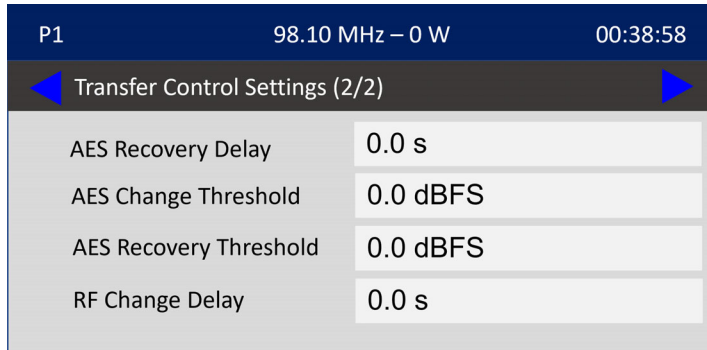 P1 98.10 MHz – 0 W 00:38:58
Transfer Control Settings (2/2)
AES Recovery Delay 0.0 s
AES Change Threshold 0.0 dBFS
AES Recovery Threshold 0.0 dBFS
RF Change Delay 0.0 s